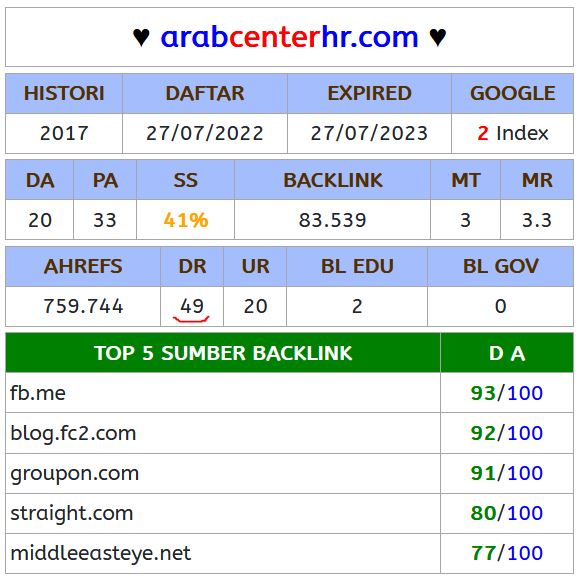 ♥ arabcenterhr.com ♥
HISTORI DAFTAR EXPIRED GOOGLE
2017 27/07/2022 27/07/2023 2 Index
DA PA SS BACKLINK MT MR
20 33 41% 83.539 3 3.3
AHREFS DR UR BL EDU BL GOV
759.744 49 20 2 0
TOP 5 SUMBER BACKLINK D A
fb.me 93/100
blog.fc2.com 92/100
groupon.com 91/100
straight.com 80/100
middleeasteye.net 77/100